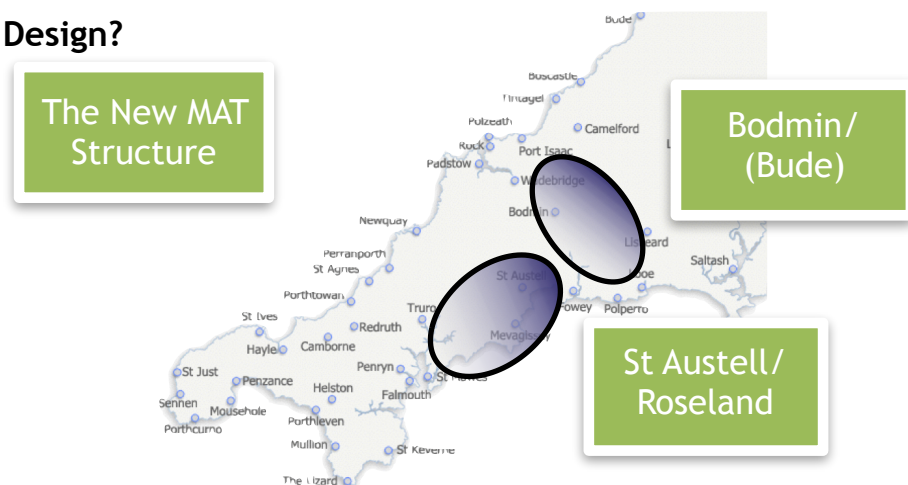 Design?
The New MAT
Structure
Bodmin/
(Bude)
St Austell/
Roseland
Bude
Boscastle
Tintagel
Camelford
Polzeath
Rock
Port Isaac
Padstow
Wadebridge
Bodmin
Newquay
Liskeard
Saltash
Perranporth
St Agnes
St Austell
Looe
Porthtowan
Fowey
Polperro
Truro
St Ives
Redruth
Mevagissey
Hayle
Camborne
St Just
Penryn
St Mawes
Penzance
Helston
Falmouth
Sennen
Mousehole
Porthleven
Porthcurno
Mullion
St Keverne
The Lizard